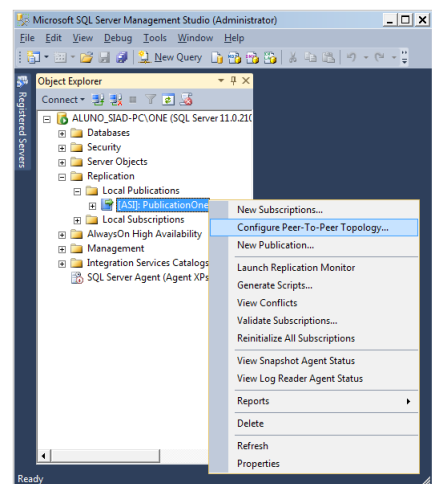 Microsoft SQL Server Management Studio (Administrator)
File Edit View Debug Tools Window Help
New Query
Registered Servers
Object Explorer
Connect
ALUNO_SIAD-PC\ONE (SQL Server 11.0.210
Databases
Security
Server Objects
Replication
Local Publications
[ASI]: PublicationOne
Local Subscriptions
AlwaysOn High Availability
Management
Integration Services Catalogs
SQL Server Agent (Agent XPs
New Subscriptions...
Configure Peer-To-Peer Topology...
New Publication...
Launch Replication Monitor
Generate Scripts...
View Conflicts
Validate Subscriptions...
Reinitialize All Subscriptions
View Snapshot Agent Status
View Log Reader Agent Status
Reports
Delete
Refresh
Properties
Ready